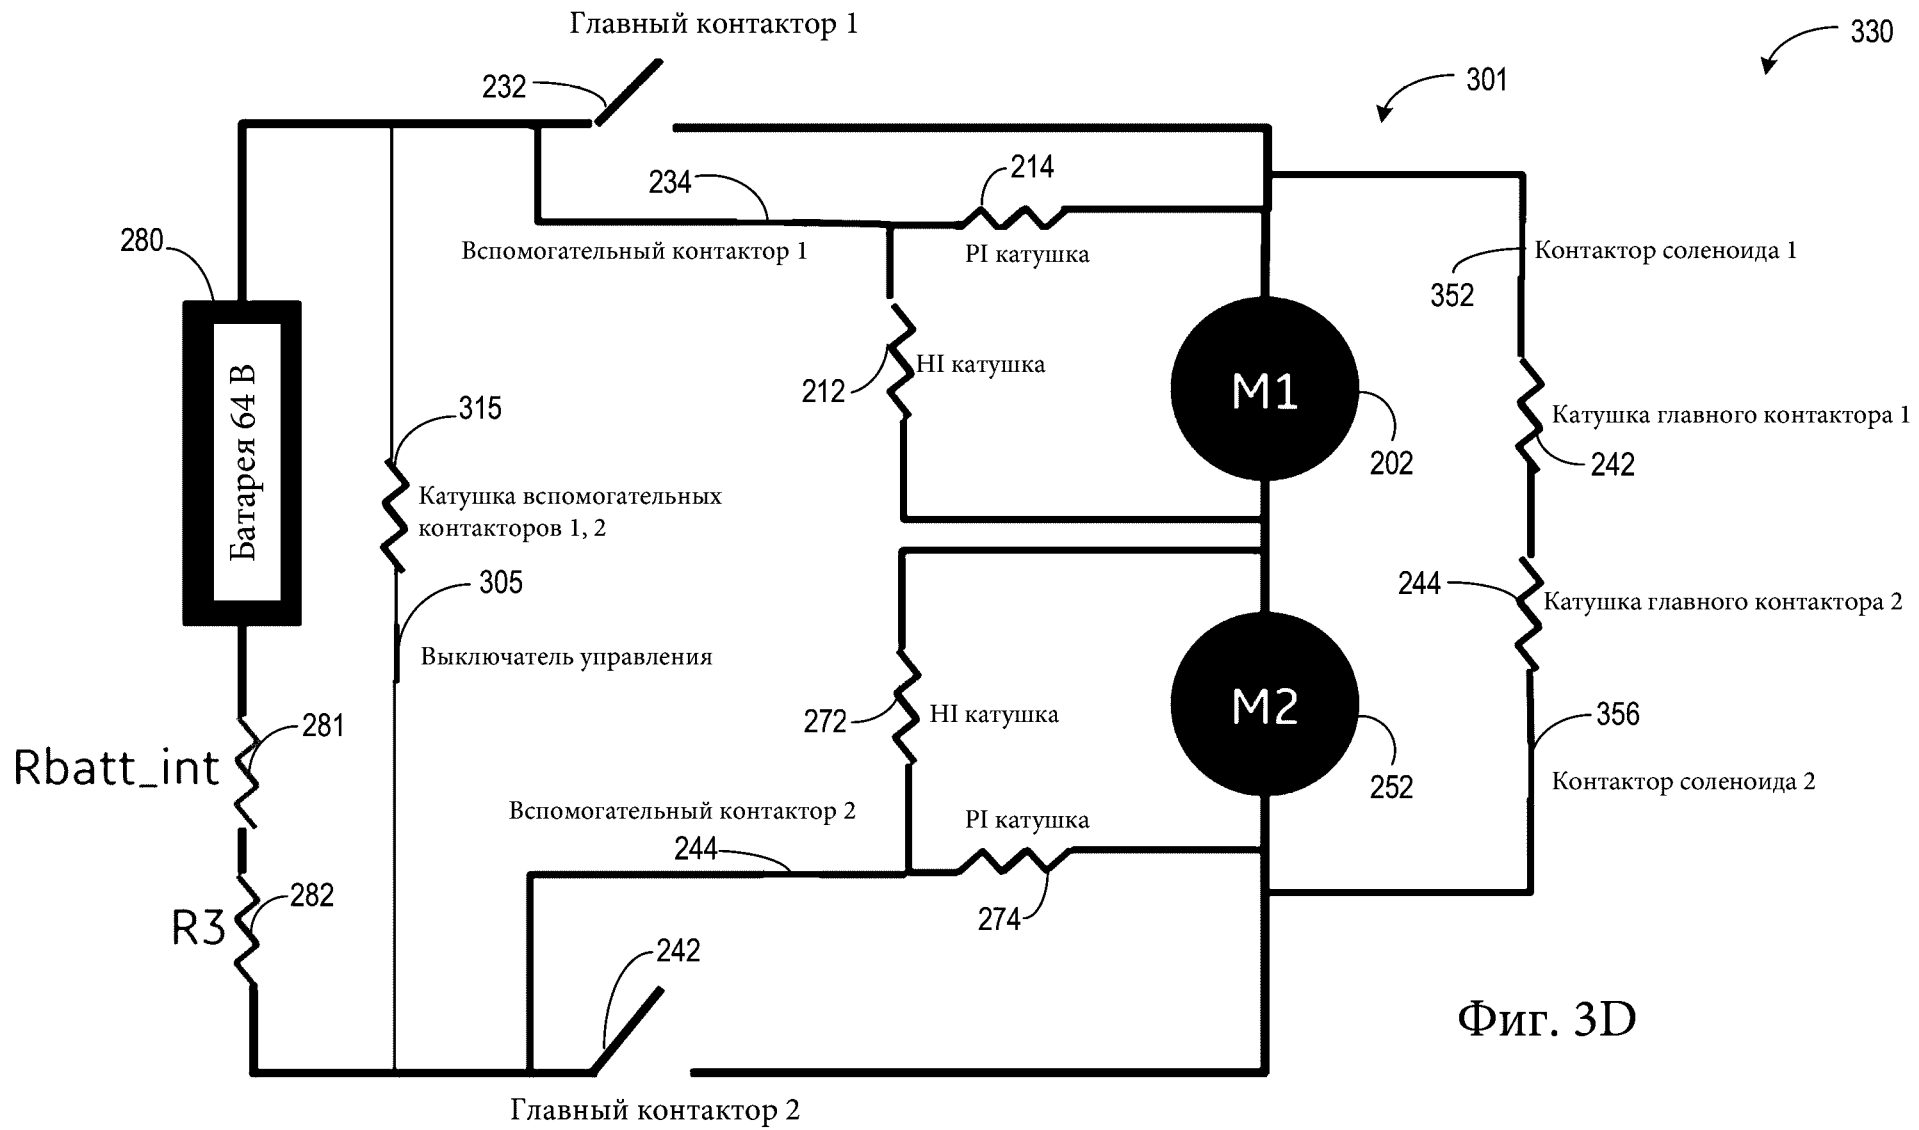 Главный контактор 1
330
301
232
214
234
280
Вспомогательный контактор 1
PI катушка
Контактор соленоида 1
352
Батарея 64 В
HI катушка
212
M1
315
Катушка главного контактора 1
202
242
Катушка вспомогательных
контакторов 1, 2
305
244
Катушка главного контактора 2
Выключатель управления
272
HI катушка
M2
356
281
Rbatt_int
252
Контактор соленоида 2
Вспомогательный контактор 2
PI катушка
244
282
R3
274
242
Фиг. 3D
Главный контактор 2